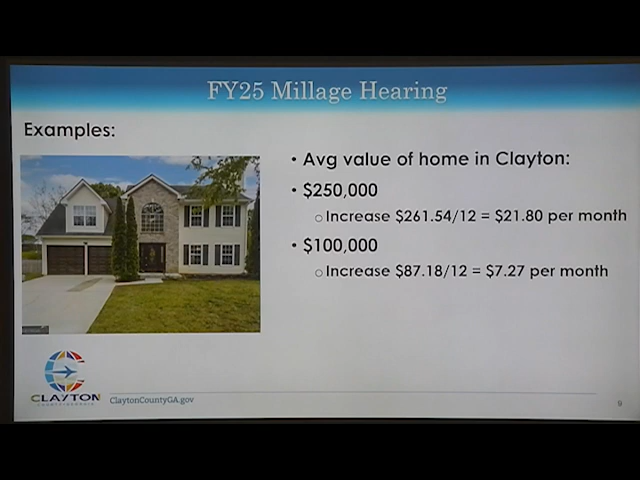 FY25 Millage Hearing
Examples:
• Avg value of home in Clayton:
• $250,000
○ Increase $261.54/12 = $21.80 per month
• $100,000
○ Increase $87.18/12 = $7.27 per month
CLAYTON
ClaytonCountyGA.gov
9